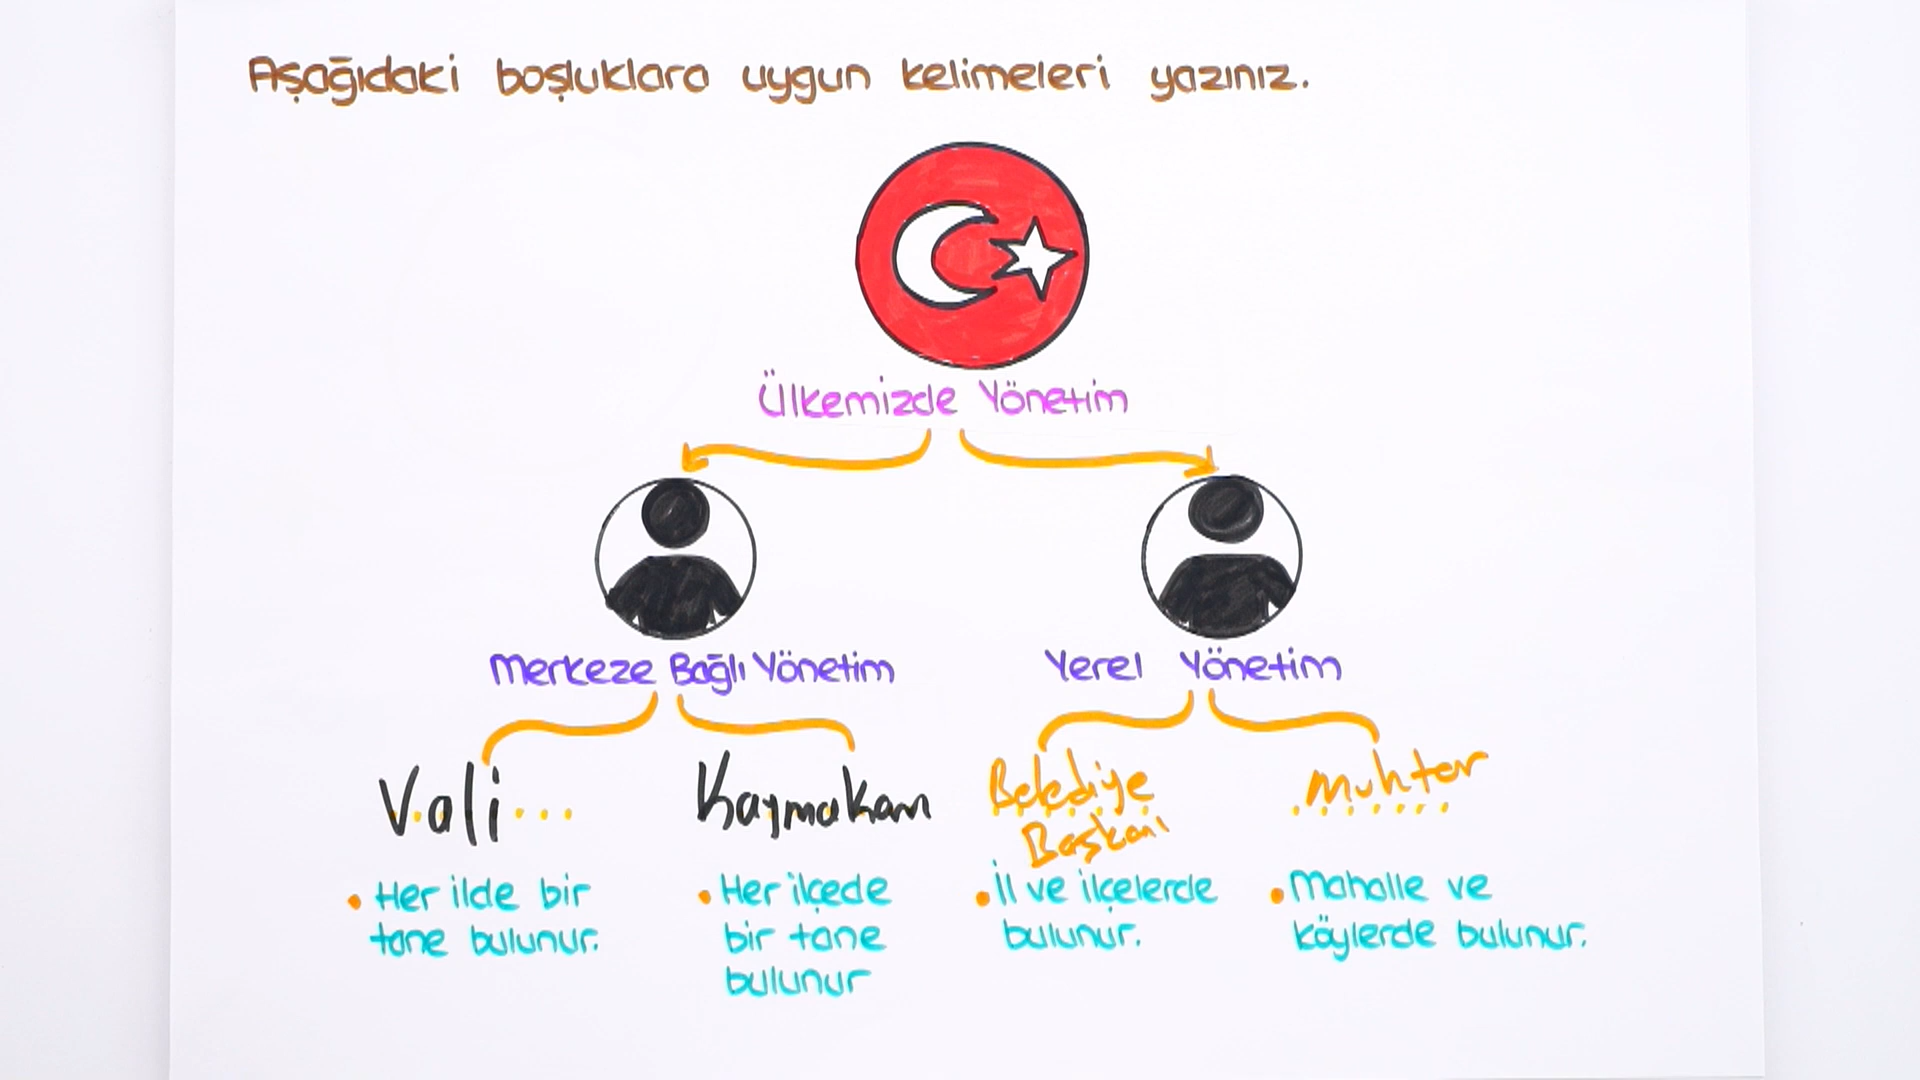 Aşağıdaki boşluklara uygun kelimeleri yazınız.
Ülkemizde Yönetim
Merkeze Bağlı Yönetim
Yerel Yönetim
Vali...
Kaymakam
Belediye
Başkanı
Muhtar
• Her ilde bir
tane bulunur.
• Her ilçede
bir tane
bulunur
• İl ve ilçelerde
bulunur.
• Mahalle ve
köylerde bulunur.